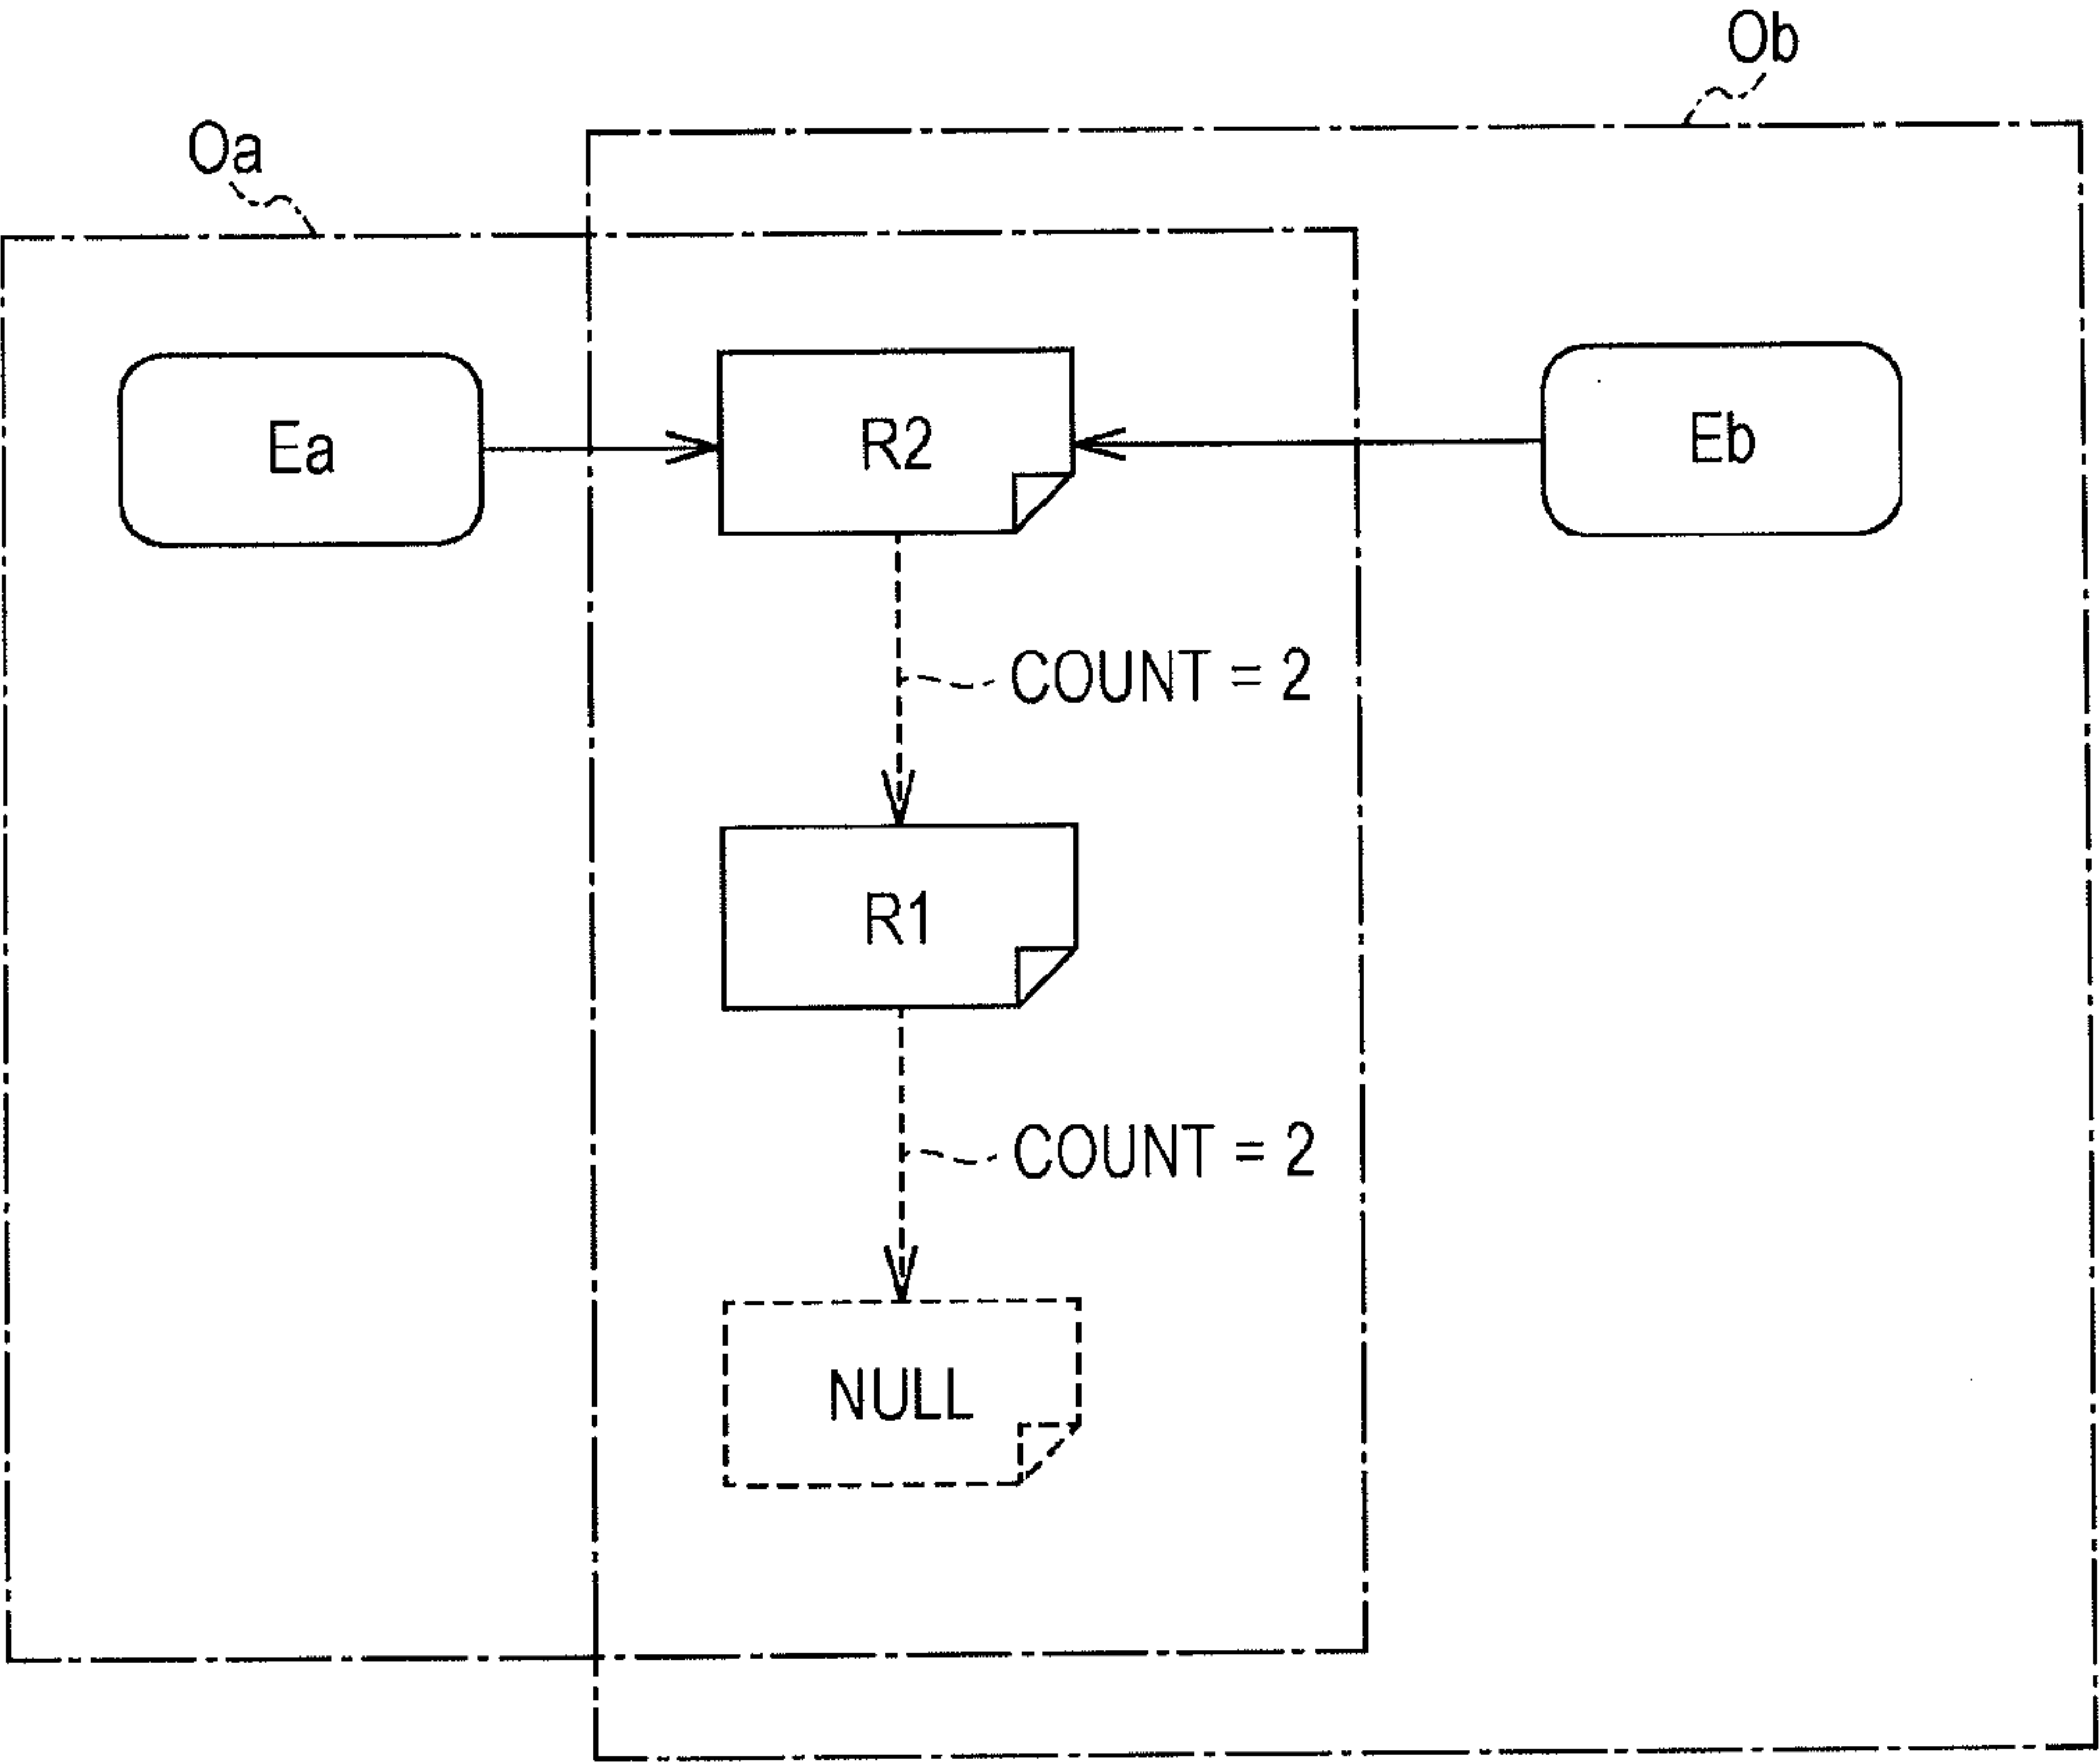 Ob
Oa
Ea
R2
Eb
COUNT = 2
R1
COUNT = 2
NULL